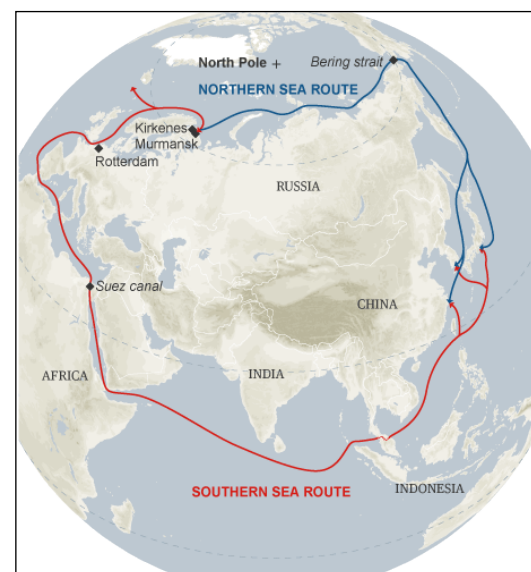 North Pole +
Bering strait
NORTHERN SEA ROUTE
Kirkenes
Murmansk
Rotterdam
RUSSIA
Suez canal
CHINA
INDIA
AFRICA
SOUTHERN SEA ROUTE
INDONESIA